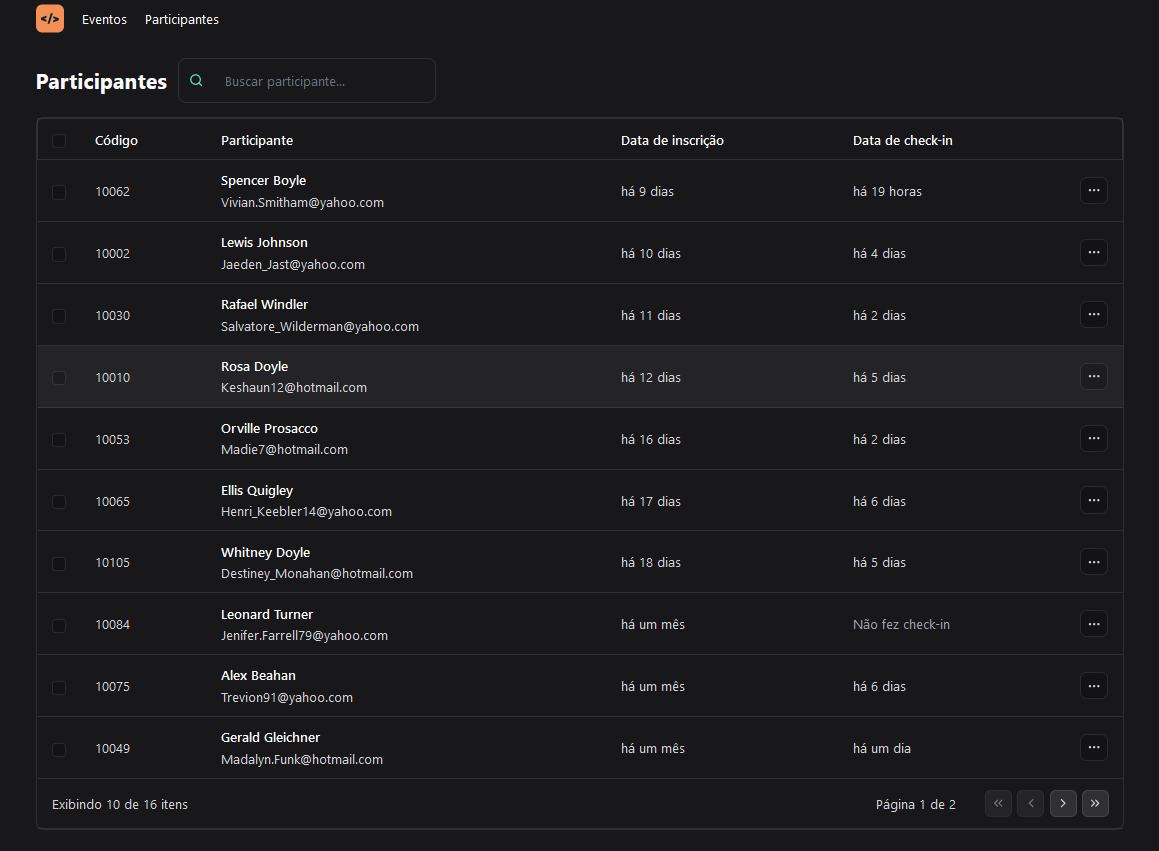 </>
Eventos Participantes
Participantes Buscar participante...
Código Participante Data de inscrição Data de check-in
Spencer Boyle
10062 há 9 dias há 19 horas
Vivian.Smitham@yahoo.com
Lewis Johnson
10002 há 10 dias há 4 dias
Jaeden_Jast@yahoo.com
Rafael Windler
10030 há 11 dias há 2 dias
Salvatore_Wilderman@yahoo.com
Rosa Doyle
10010 há 12 dias há 5 dias
Keshaun12@hotmail.com
Orville Prosacco
10053 há 16 dias há 2 dias
Madie7@hotmail.com
Ellis Quigley
10065 há 17 dias há 6 dias
Henri_Keebler14@yahoo.com
Whitney Doyle
10105 há 18 dias há 5 dias
Destiney_Monahan@hotmail.com
Leonard Turner
10084 há um mês Não fez check-in
Jenifer.Farrell79@yahoo.com
Alex Beahan
10075 há um mês há 6 dias
Trevion91@yahoo.com
Gerald Gleichner
10049 há um mês há um dia
Madalyn.Funk@hotmail.com
Exibindo 10 de 16 itens Página 1 de 2